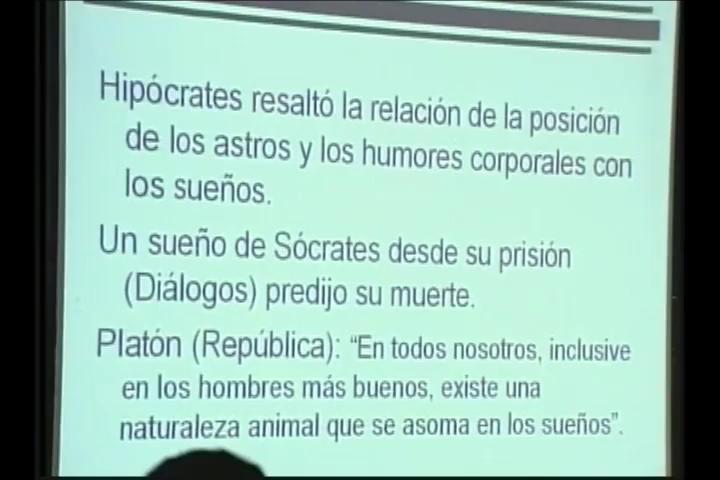 Hipócrates resaltó la relación de la posición
de los astros y los humores corporales con
los sueños.
Un sueño de Sócrates desde su prisión
(Diálogos) predijo su muerte.
Platón (República): “En todos nosotros, inclusive
en los hombres más buenos, existe una
naturaleza animal que se asoma en los sueños”.